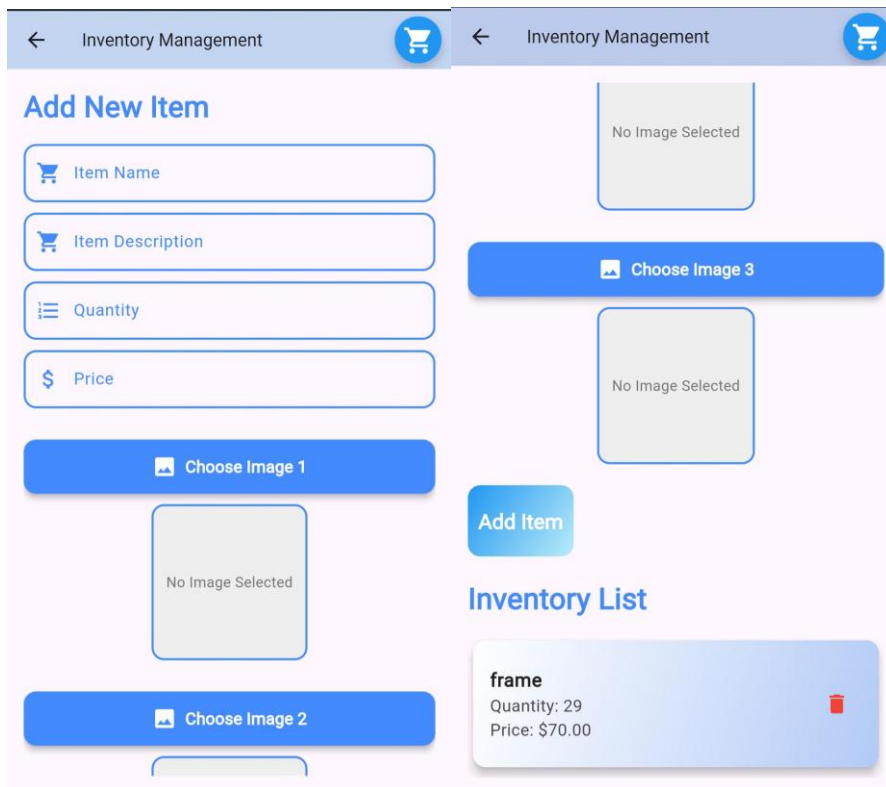 Inventory Management
Add New Item
Item Name
Item Description
Quantity
$ Price
Choose Image 1
No Image Selected
Choose Image 2
Inventory Management
No Image Selected
Choose Image 3
No Image Selected
Add Item
Inventory List
frame
Quantity: 29
Price: $70.00